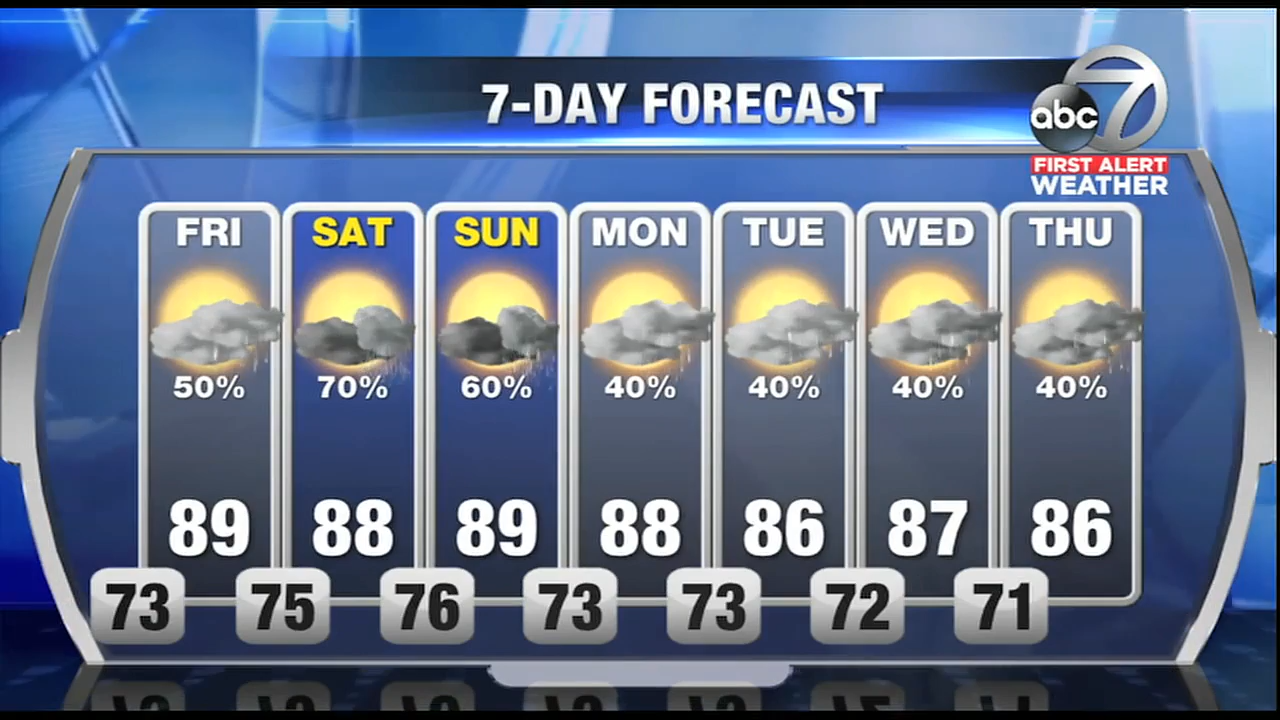 7-DAY FORECAST
abc 7
FIRST ALERT
WEATHER
FRI SAT SUN MON TUE WED THU
50% 70% 60% 40% 40% 40% 40%
89 88 89 88 86 87 86
73 75 76 73 73 72 71